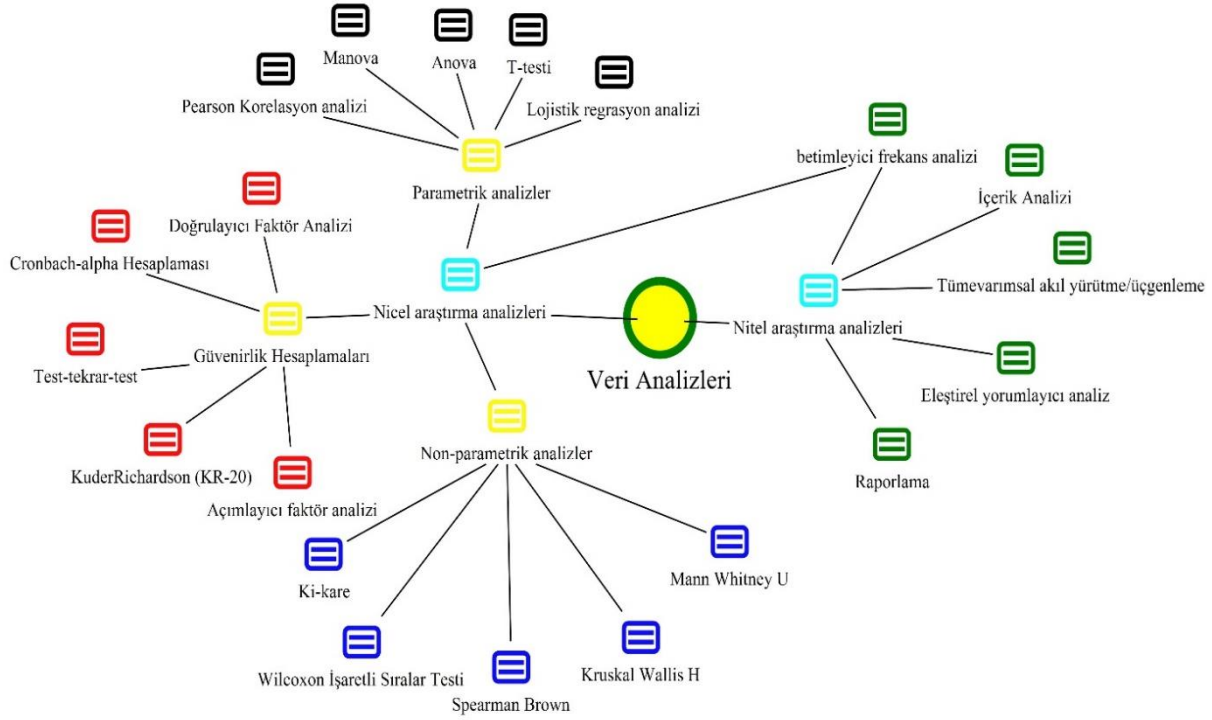 Manova
Anova
T-testi
Pearson Korelasyon analizi
Lojistik regrasyon analizi
betimleyici frekans analizi
Parametrik analizler
İçerik Analizi
Doğrulayıcı Faktör Analizi
Cronbach-alpha Hesaplaması
Tümevarımsal akıl yürütme/üçgenleme
Nicel araştırma analizleri
Nitel araştırma analizleri
Güvenirlik Hesaplamaları
Test-tekrar-test
Veri Analizleri
Eleştirel yorumlayıcı analiz
Non-parametrik analizler
KuderRichardson (KR-20)
Raporlama
Açımlayıcı faktör analizi
Mann Whitney U
Ki-kare
Kruskal Wallis H
Wilcoxon İşaretli Sıralar Testi
Spearman Brown